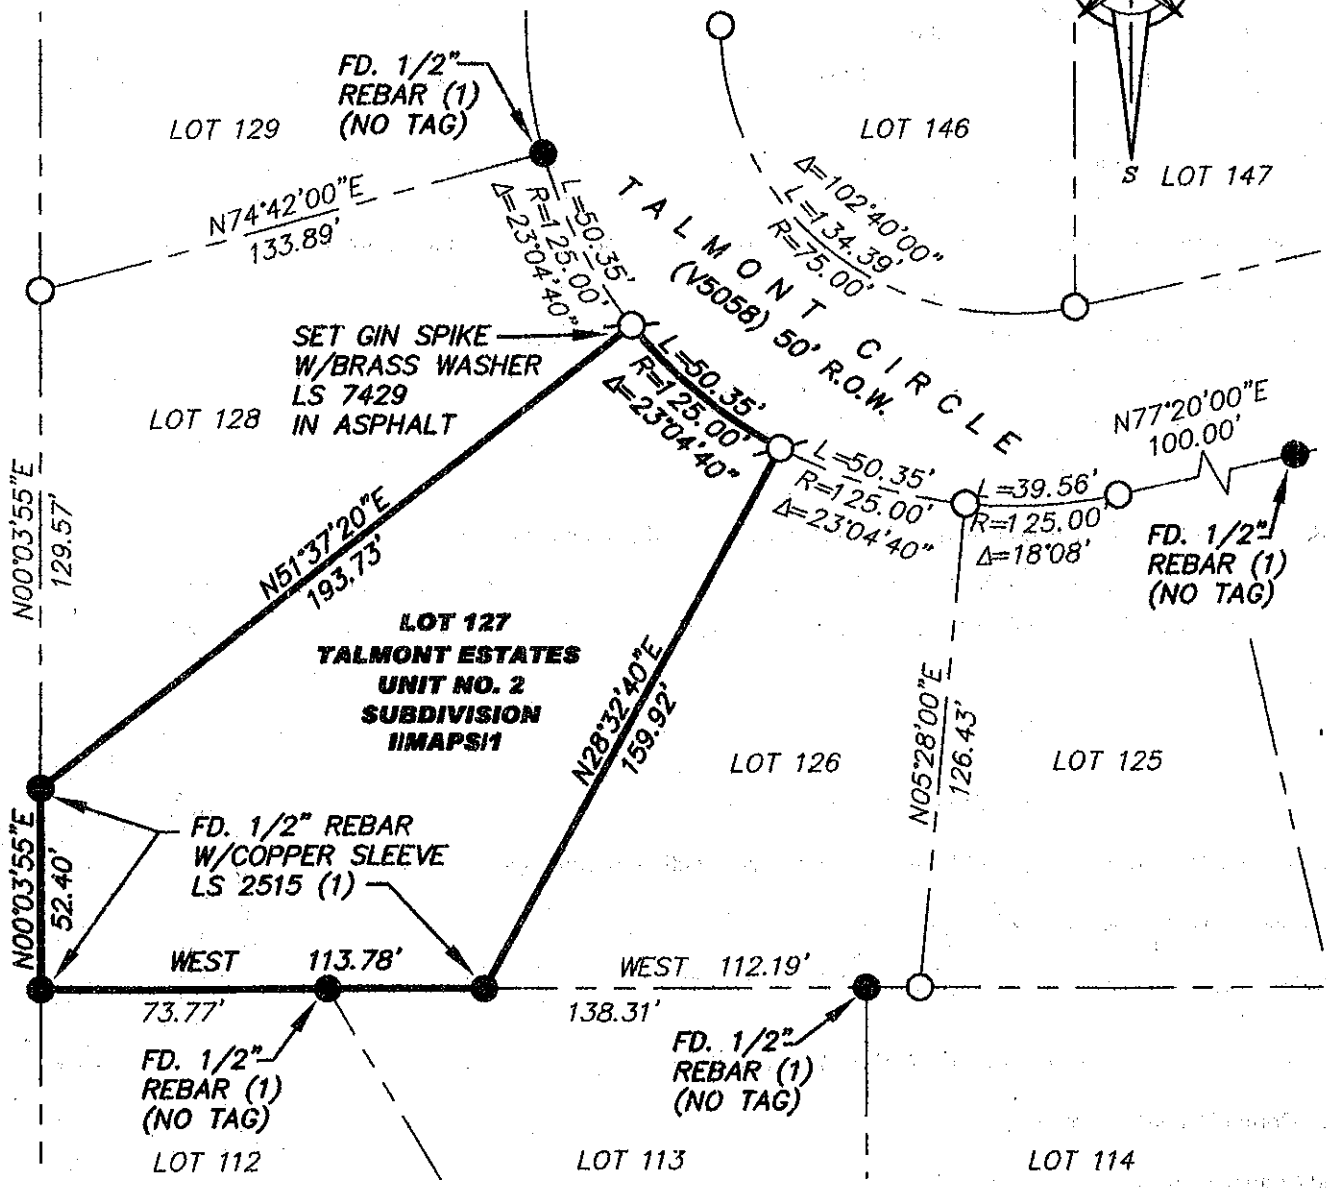 FD. 1/2"
REBAR (1)
(NO TAG)
LOT 129
LOT 146
S
LOT 147
N74°42'00"E
133.89'
L=50.35'
R=125.00'
Δ=23°04'40"
Δ=102°40'00"
L=134.39'
R=75.00'
TALMONT CIRCLE
(V5058) 50' R.O.W.
SET GIN SPIKE
W/BRASS WASHER
LS 7429
IN ASPHALT
LOT 128
L=50.35'
R=125.00'
Δ=23°04'40"
N77°20'00"E
100.00'
L=50.35'
R=125.00'
Δ=23°04'40"
L=39.56'
R=125.00'
Δ=18°08'
FD. 1/2"
REBAR (1)
(NO TAG)
N00°03'55"E
129.57'
N51°37'20"E
193.73'
LOT 127
TALMONT ESTATES
UNIT NO. 2
SUBDIVISION
I/MAPS/1
N28°32'40"E
159.92'
LOT 126
N05°28'00"E
126.43'
LOT 125
FD. 1/2" REBAR
W/COPPER SLEEVE
LS 2515 (1)
N00°03'55"E
52.40'
WEST 113.78'
73.77'
WEST 112.19'
138.31'
FD. 1/2"
REBAR (1)
(NO TAG)
FD. 1/2"
REBAR (1)
(NO TAG)
LOT 112
LOT 113
LOT 114